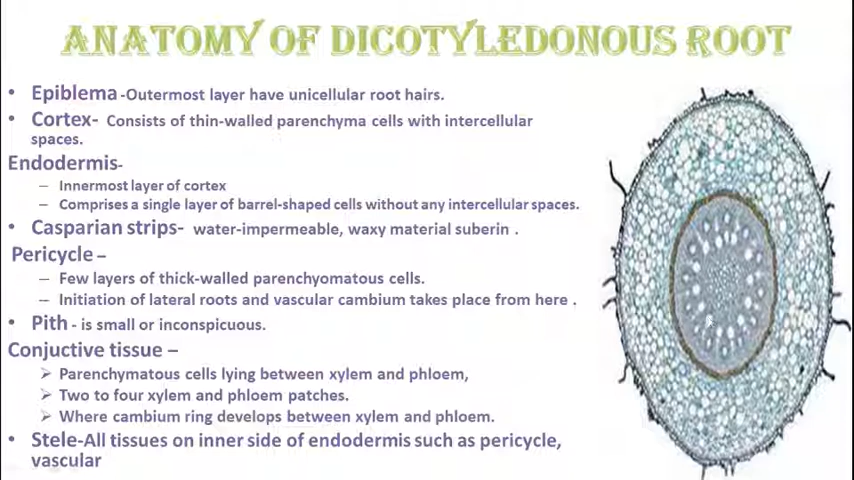 ANATOMY OF DICOTYLEDONOUS ROOT
• Epiblema -Outermost layer have unicellular root hairs.
• Cortex- Consists of thin-walled parenchyma cells with intercellular
spaces.
Endodermis-
– Innermost layer of cortex
– Comprises a single layer of barrel-shaped cells without any intercellular spaces.
• Casparian strips- water-impermeable, waxy material suberin .
Pericycle –
– Few layers of thick-walled parenchyomatous cells.
– Initiation of lateral roots and vascular cambium takes place from here .
• Pith - is small or inconspicuous.
Conjuctive tissue –
➢ Parenchymatous cells lying between xylem and phloem,
➢ Two to four xylem and phloem patches.
➢ Where cambium ring develops between xylem and phloem.
• Stele-All tissues on inner side of endodermis such as pericycle,
vascular